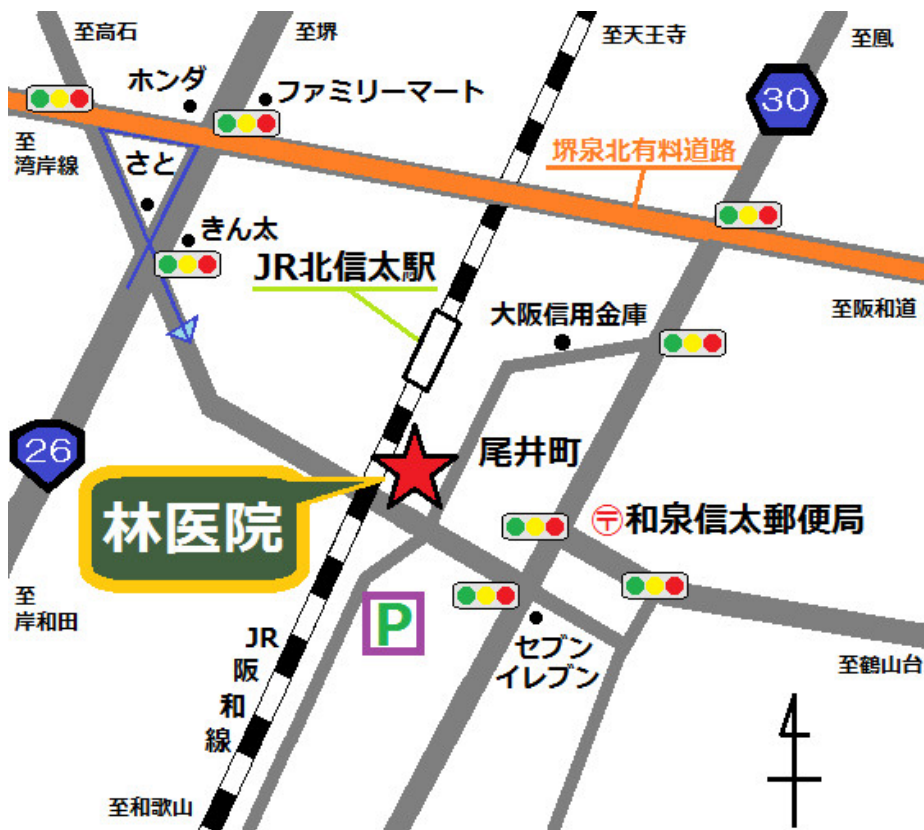 至高石
至堺
至天王寺
至鳳
ホンダ
ファミリーマート
30
至
湾岸線
さと
堺泉北有料道路
きん太
JR北信太駅
大阪信用金庫
至阪和道
26
尾井町
林医院
〒和泉信太郵便局
至
岸和田
P
JR
阪
和
線
セブン
イレブン
至鶴山台
至和歌山